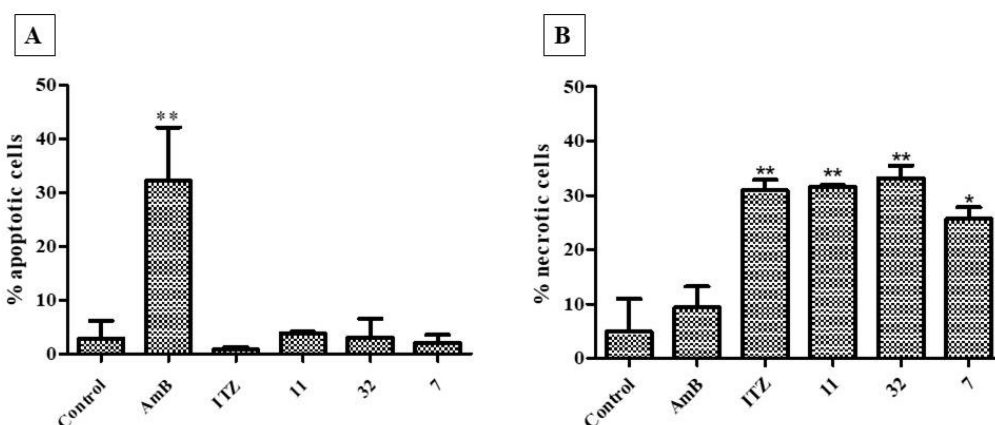 A
% apoptotic cells
50
40
30
20
10
0
**
Control
AmB
ITZ
11
32
7
B
% necrotic cells
50
40
30
20
10
0
**
**
**
*
Control
AmB
ITZ
11
32
7